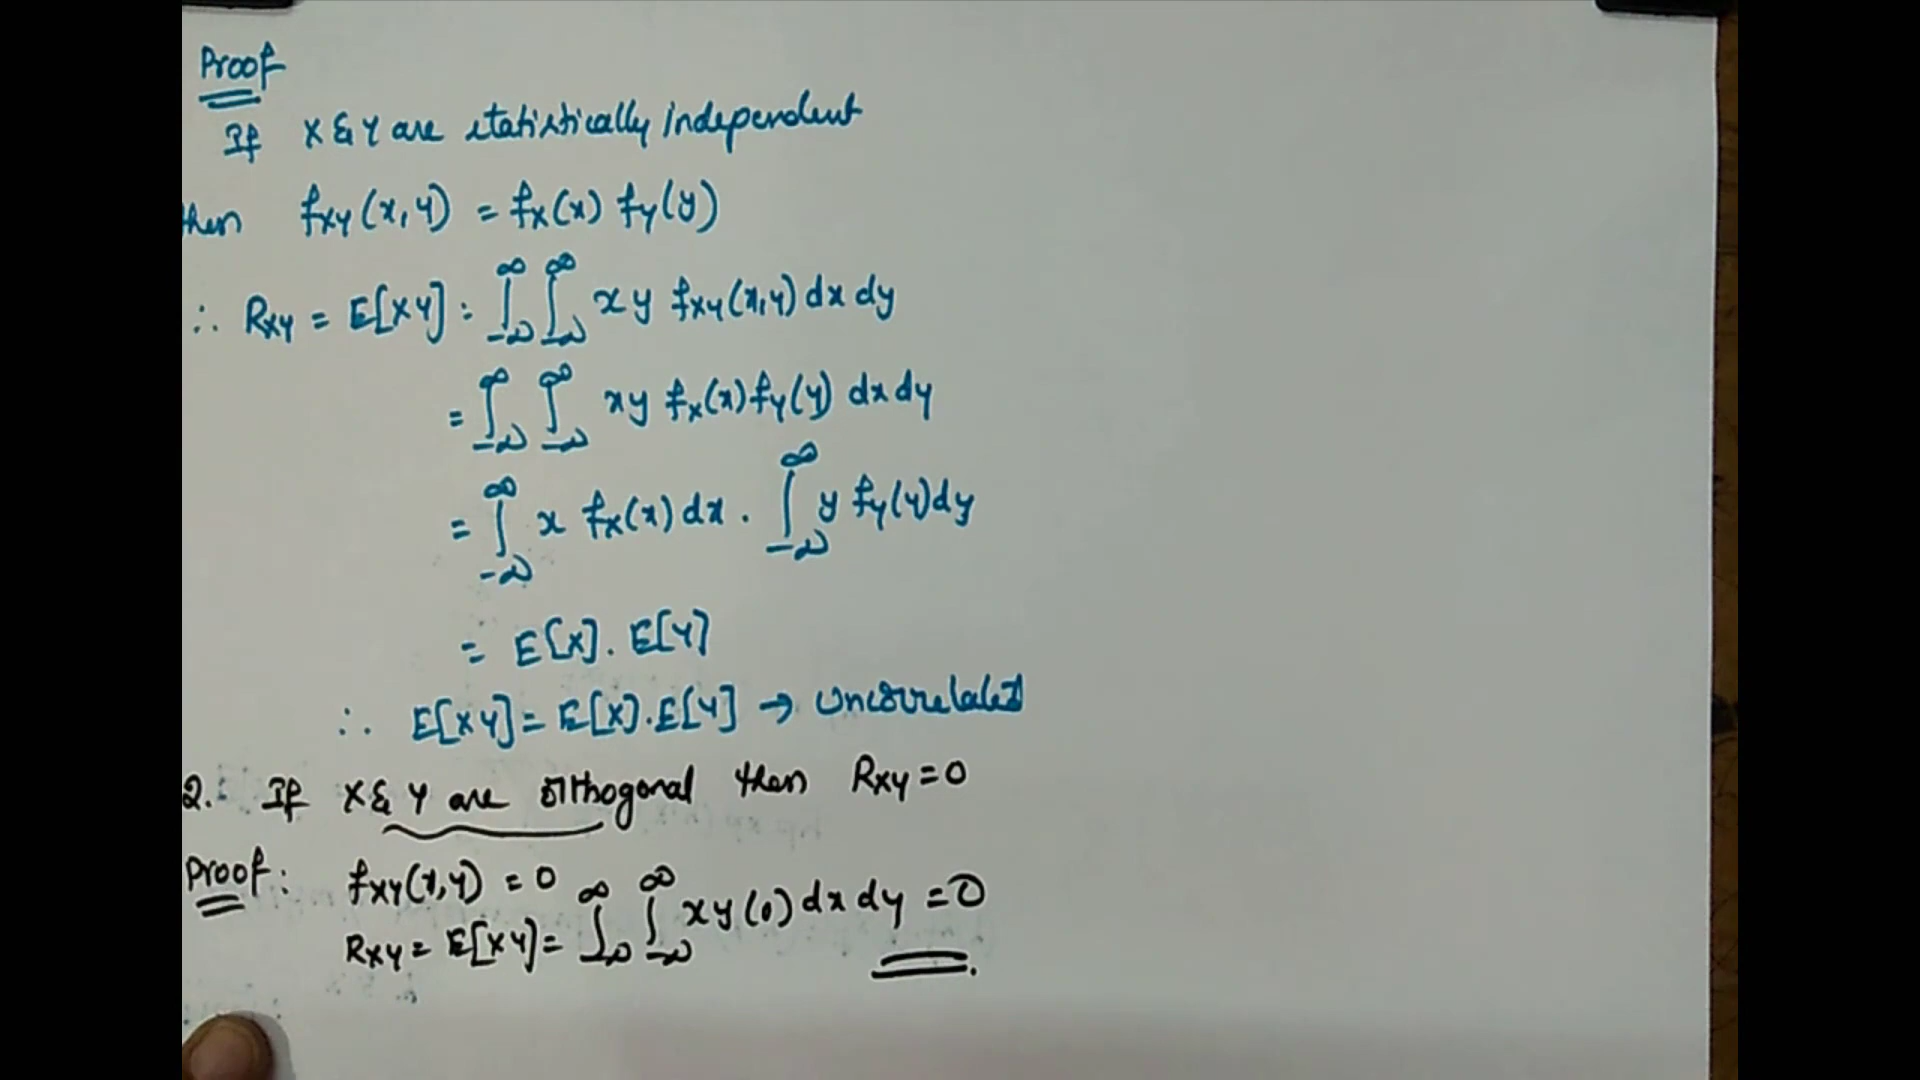 Proof
If X & Y are statistically independent
then fxy(x,y) = fx(x) fy(y)
∴ Rxy = E[XY] = ∫_{-∞}^{∞} ∫_{-∞}^{∞} xy fxy(x,y) dx dy
= ∫_{-∞}^{∞} ∫_{-∞}^{∞} xy fx(x) fy(y) dx dy
= ∫_{-∞}^{∞} x fx(x) dx . ∫_{-∞}^{∞} y fy(y) dy
= E[X] . E[Y]
∴ E[XY] = E[X] . E[Y] → uncorrelated
2. If X & Y are orthogonal then Rxy = 0
Proof: fxy(x,y) = 0
Rxy = E[XY] = ∫_{-∞}^{∞} ∫_{-∞}^{∞} xy (0) dx dy = 0